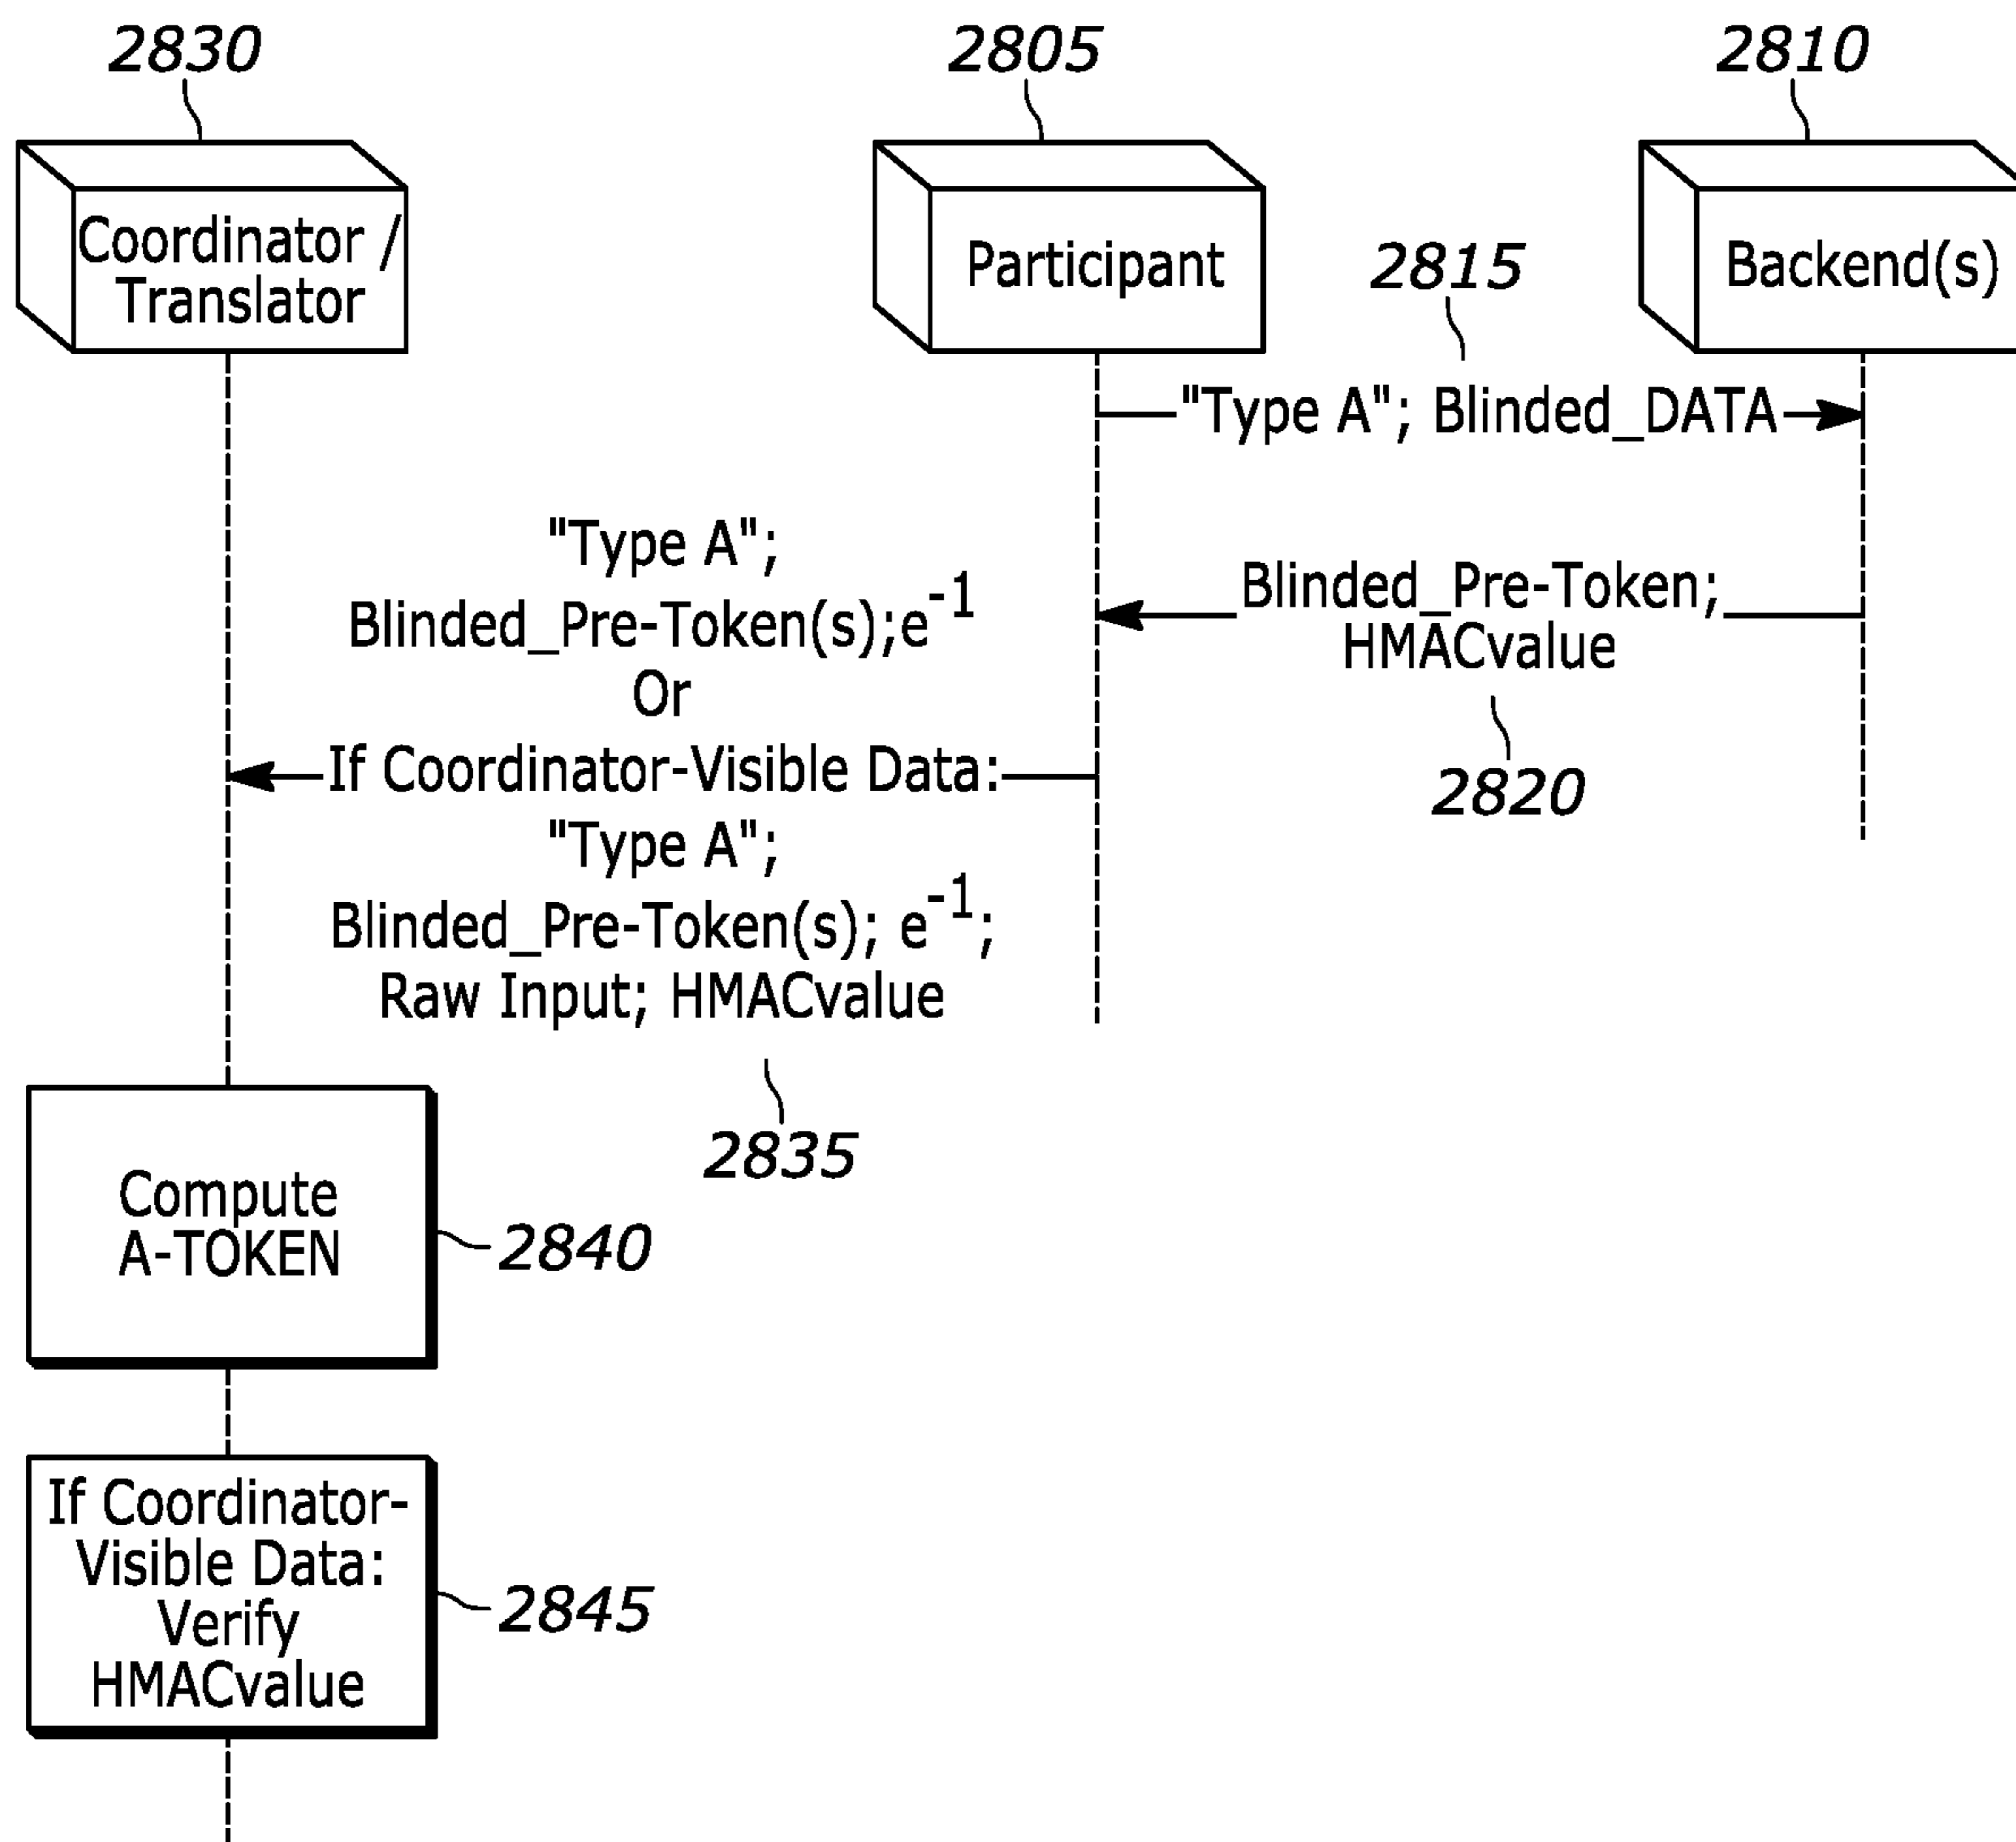 2830
2805
2810
Coordinator /
Translator
Participant
2815
Backend(s)
"Type A"; Blinded_DATA
"Type A";
Blinded_Pre-Token(s);e⁻¹
Or
If Coordinator-Visible Data:
"Type A";
Blinded_Pre-Token(s); e⁻¹;
Raw Input; HMACvalue
2835
Blinded_Pre-Token;
HMACvalue
2820
Compute
A-TOKEN
2840
If Coordinator-
Visible Data:
Verify
HMACvalue
2845